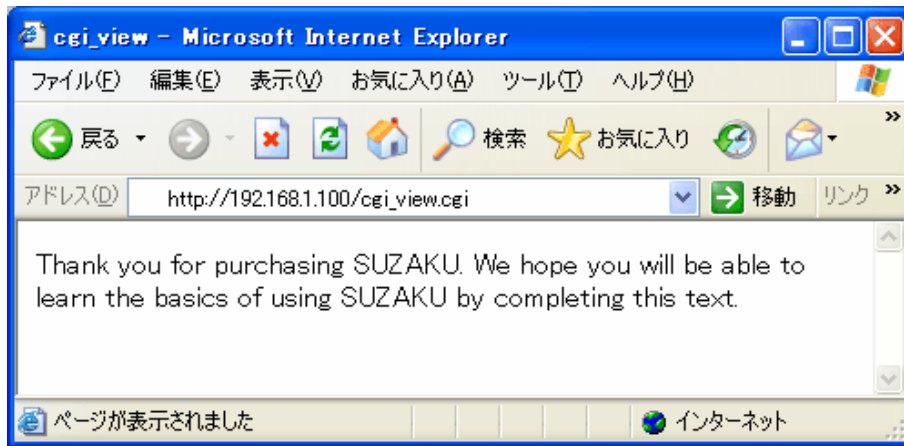 cgi_view - Microsoft Internet Explorer
ファイル(F) 編集(E) 表示(V) お気に入り(A) ツール(T) ヘルプ(H)
戻る 検索 お気に入り »
アドレス(D) http://192.168.1.100/cgi_view.cgi 移動 リンク »
Thank you for purchasing SUZAKU. We hope you will be able to
learn the basics of using SUZAKU by completing this text.
ページが表示されました インターネット